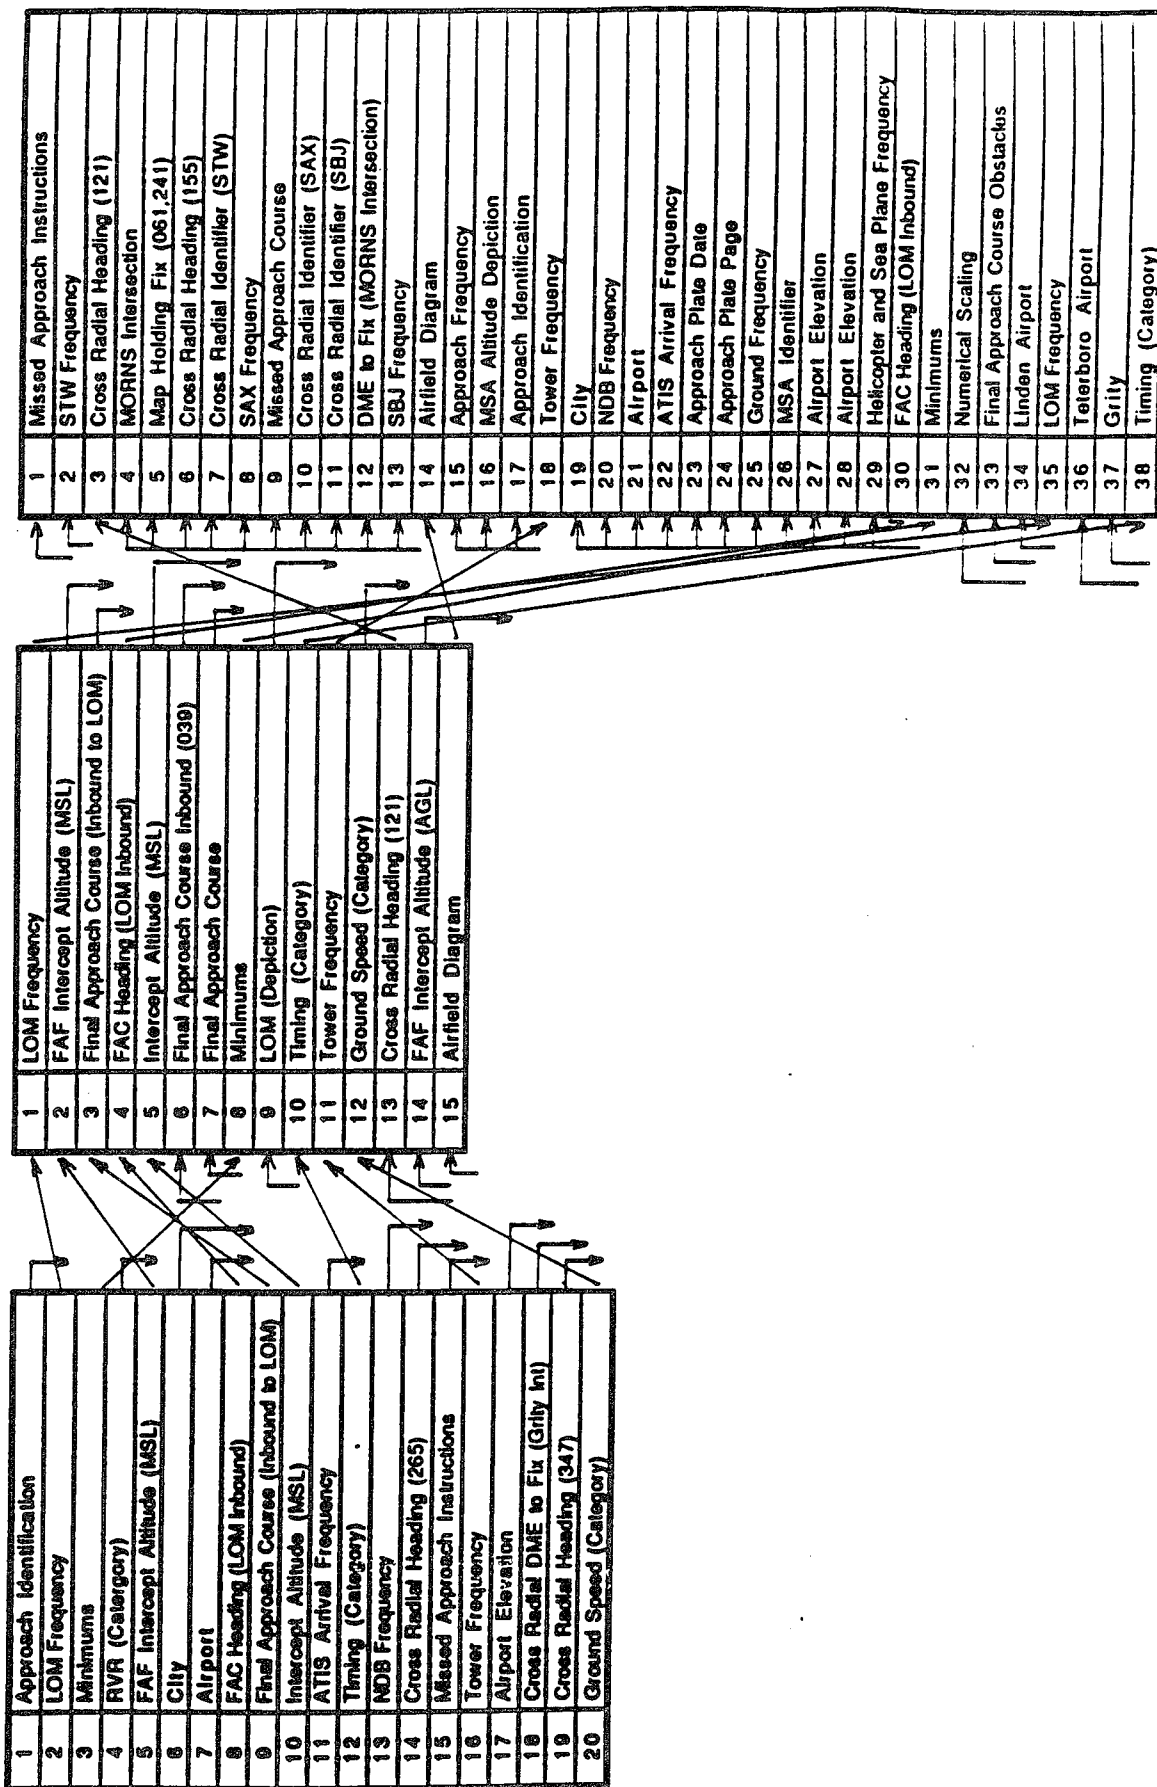 1 Approach Identification
2 LOM Frequency
3 Minimums
4 RVR (Catergory)
5 FAF Intercept Altitude (MSL)
6 City
7 Airport
8 FAC Heading (LOM Inbound)
9 Final Approach Course (Inbound to LOM)
10 Intercept Altitude (MSL)
11 ATIS Arrival Frequency
12 Timing (Category)
13 NDB Frequency
14 Cross Radial Heading (265)
15 Missed Approach Instructions
16 Tower Frequency
17 Airport Elevation
18 Cross Radial DME to Fix (Grity Int)
19 Cross Radial Heading (347)
20 Ground Speed (Category)
1 LOM Frequency
2 FAF Intercept Altitude (MSL)
3 Final Approach Course (Inbound to LOM)
4 FAC Heading (LOM Inbound)
5 Intercept Altitude (MSL)
6 Final Approach Course Inbound (039)
7 Final Approach Course
8 Minimums
9 LOM (Depiction)
10 Timing (Category)
11 Tower Frequency
12 Ground Speed (Category)
13 Cross Radial Heading (121)
14 FAF Intercept Altitude (AGL)
15 Airfield Diagram
1 Missed Approach Instructions
2 STW Frequency
3 Cross Radial Heading (121)
4 MORNS Intersection
5 Map Holding Fix (061,241)
6 Cross Radial Heading (155)
7 Cross Radial Identifier (STW)
8 SAX Frequency
9 Missed Approach Course
10 Cross Radial Identifier (SAX)
11 Cross Radial Identifier (SBJ)
12 DME to Fix (MORNS Intersection)
13 SBJ Frequency
14 Airfield Diagram
15 Approach Frequency
16 MSA Altitude Depiction
17 Approach Identification
18 Tower Frequency
19 City
20 NDB Frequency
21 Airport
22 ATIS Arrival Frequency
23 Approach Plate Date
24 Approach Plate Page
25 Ground Frequency
26 MSA Identifier
27 Airport Elevation
28 Airport Elevation
29 Helicopter and Sea Plane Frequency
30 FAC Heading (LOM Inbound)
31 Minimums
32 Numerical Scaling
33 Final Approach Course Obstacles
34 Linden Airport
35 LOM Frequency
36 Teterboro Airport
37 Grity
38 Timing (Category)